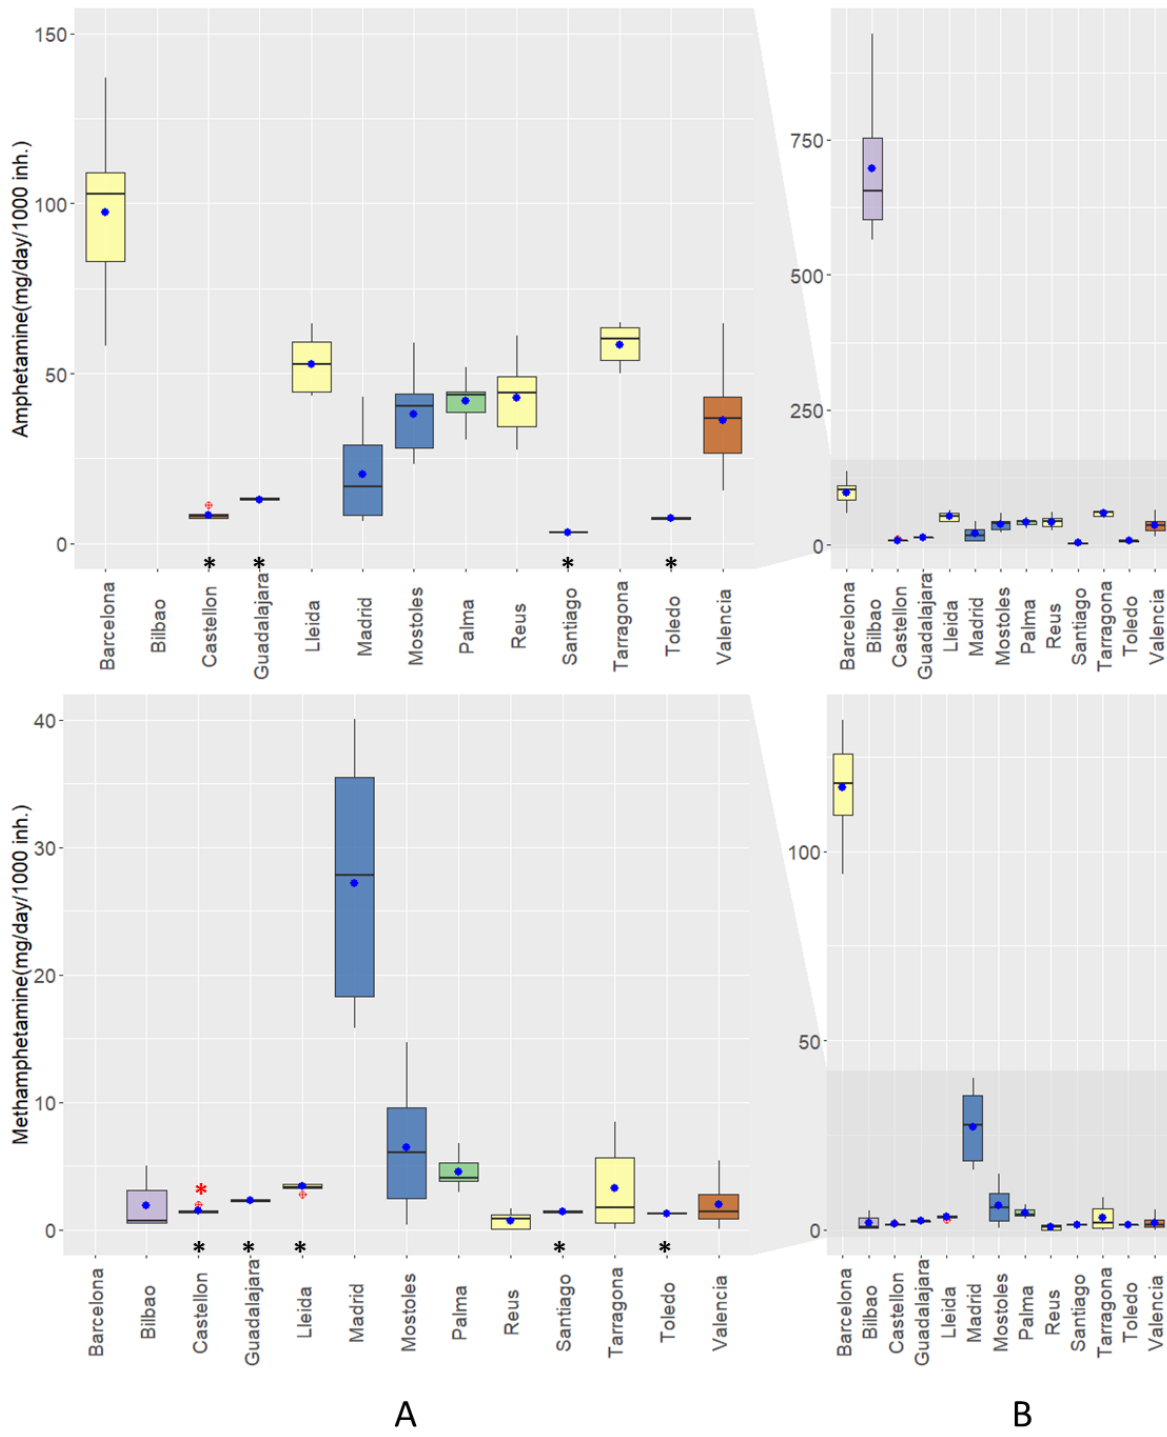 Amphetamine(mg/day/1000 inh.)
150
100
50
0
* * * *
Barcelona
Bilbao
Castellon
Guadalajara
Lleida
Madrid
Mostoles
Palma
Reus
Santiago
Tarragona
Toledo
Valencia
750
500
250
0
Barcelona
Bilbao
Castellon
Guadalajara
Lleida
Madrid
Mostoles
Palma
Reus
Santiago
Tarragona
Toledo
Valencia
Methamphetamine(mg/day/1000 inh.)
40
30
20
10
0
*
* * * * *
Barcelona
Bilbao
Castellon
Guadalajara
Lleida
Madrid
Mostoles
Palma
Reus
Santiago
Tarragona
Toledo
Valencia
100
50
0
Barcelona
Bilbao
Castellon
Guadalajara
Lleida
Madrid
Mostoles
Palma
Reus
Santiago
Tarragona
Toledo
Valencia
A
B